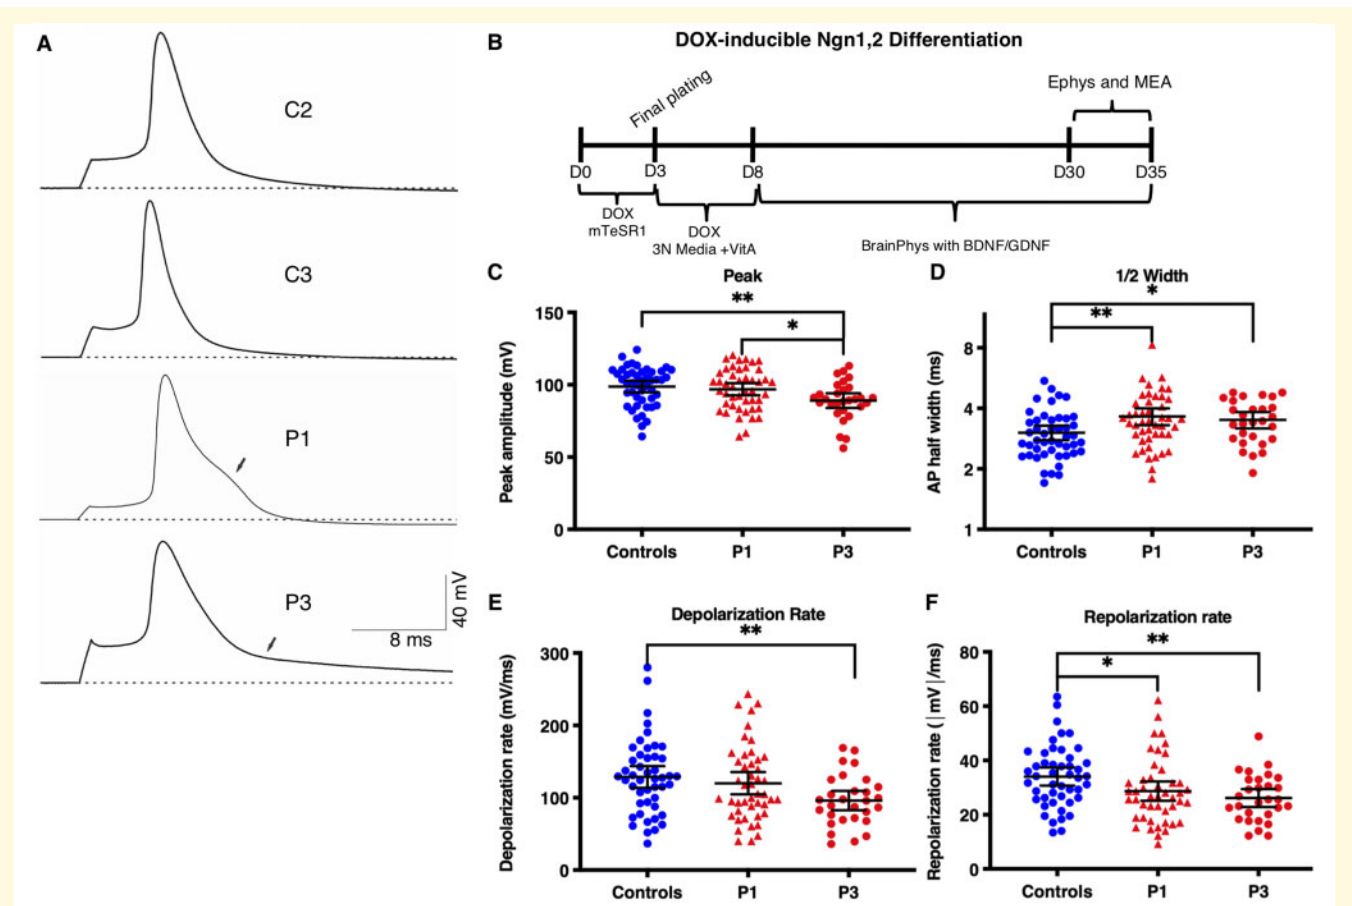 A
C2
C3
P1
P3
40 mV
8 ms
B
DOX-inducible Ngn1,2 Differentiation
Final plating
Ephys and MEA
D0
D3
D8
D30
D35
DOX
mTeSR1
DOX
3N Media +VitA
BrainPhys with BDNF/GDNF
C
Peak
**
*
Peak amplitude (mV)
150
100
50
0
Controls
P1
P3
D
1/2 Width
*
**
AP half width (ms)
8
4
2
1
Controls
P1
P3
E
Depolarization Rate
**
Depolarization rate (mV/ms)
300
200
100
0
Controls
P1
P3
F
Repolarization rate
**
*
Repolarization rate (|mV|/ms)
80
60
40
20
0
Controls
P1
P3